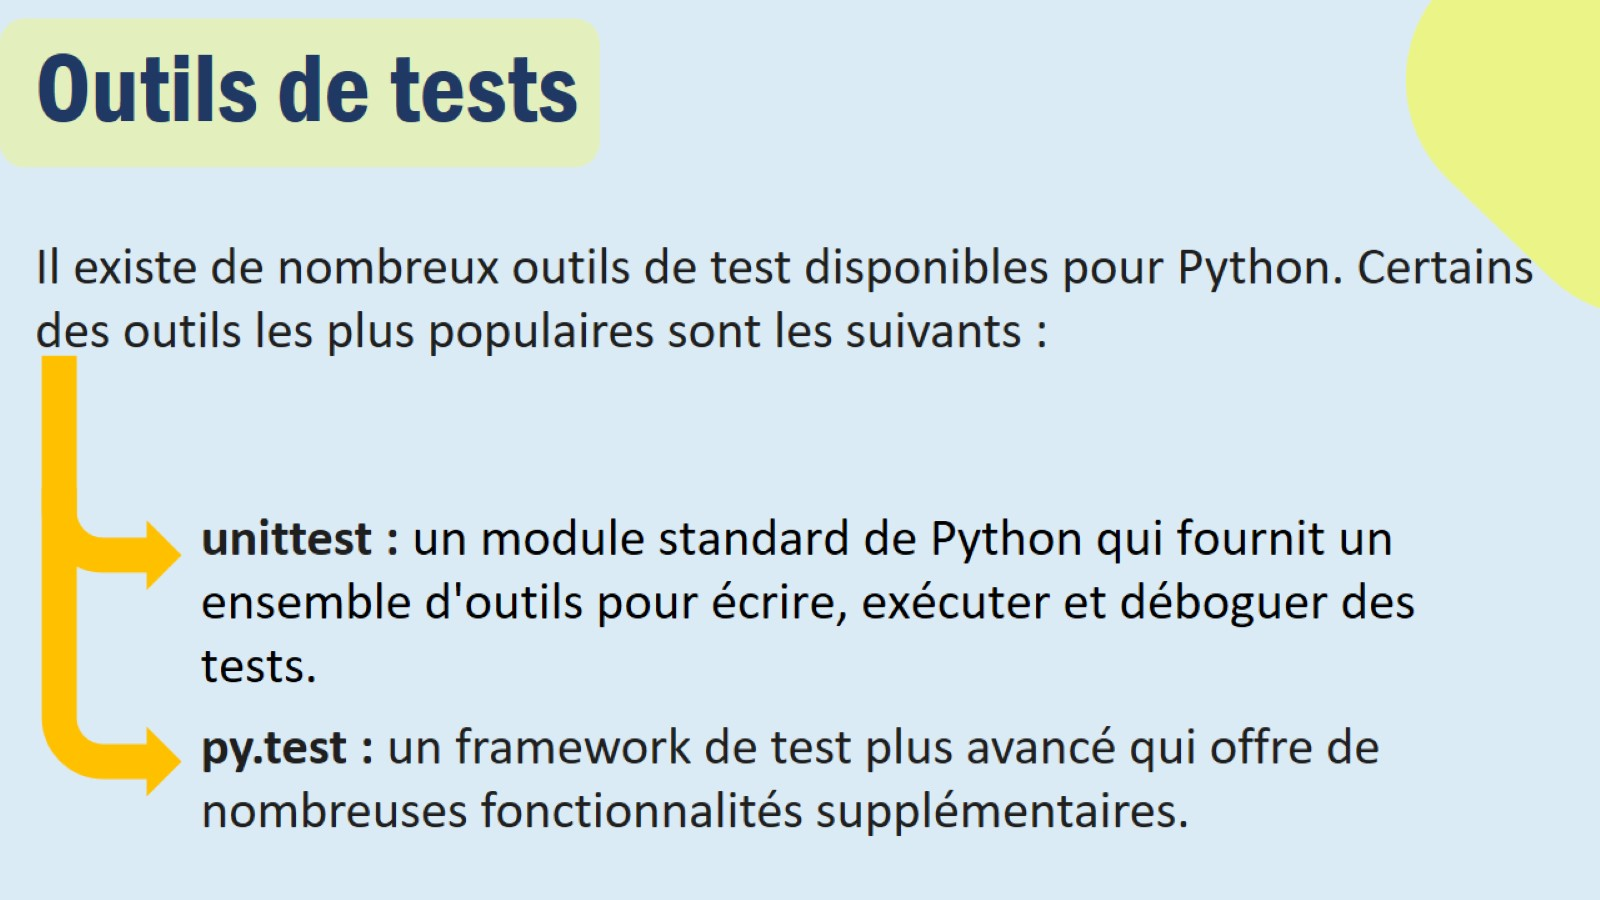 Outils de tests
Il existe de nombreux outils de test disponibles pour Python. Certains
des outils les plus populaires sont les suivants :
unittest : un module standard de Python qui fournit un
ensemble d'outils pour écrire, exécuter et déboguer des
tests.
py.test : un framework de test plus avancé qui offre de
nombreuses fonctionnalités supplémentaires.